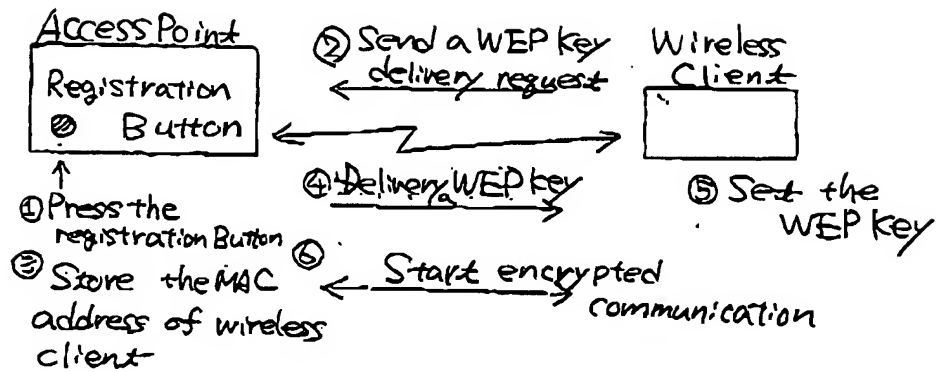 Access Point
Registration
Button
② Send a WEP Key
delivery request
Wireless
Client
④ Delivery a WEP key
⑤ Set the
WEP key
① Press the
registration Button
③ Store the MAC
address of wireless
client
⑥
Start encrypted
communication